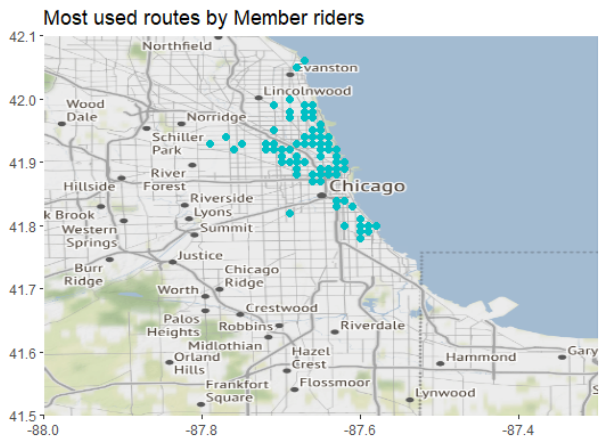 Most used routes by Member riders
42.1
Northfield
Evanston
Lincolnwood
42.0
Wood
Dale
Norridge
Schiller
Park
41.9
River
Forest
Hillside
Chicago
Riverside
k Brook
Lyons
41.8
Western
Springs
Summit
Justice
Burr
Ridge
Chicago
Ridge
41.7
Worth
Crestwood
Palos
Heights
Robbins
Riverdale
Midlothian
41.6
Orland
Hills
Hazel
Crest
Hammond
Gary
Frankfort
Square
Flossmoor
Lynwood
S
41.5
-88.0
-87.8
-87.6
-87.4